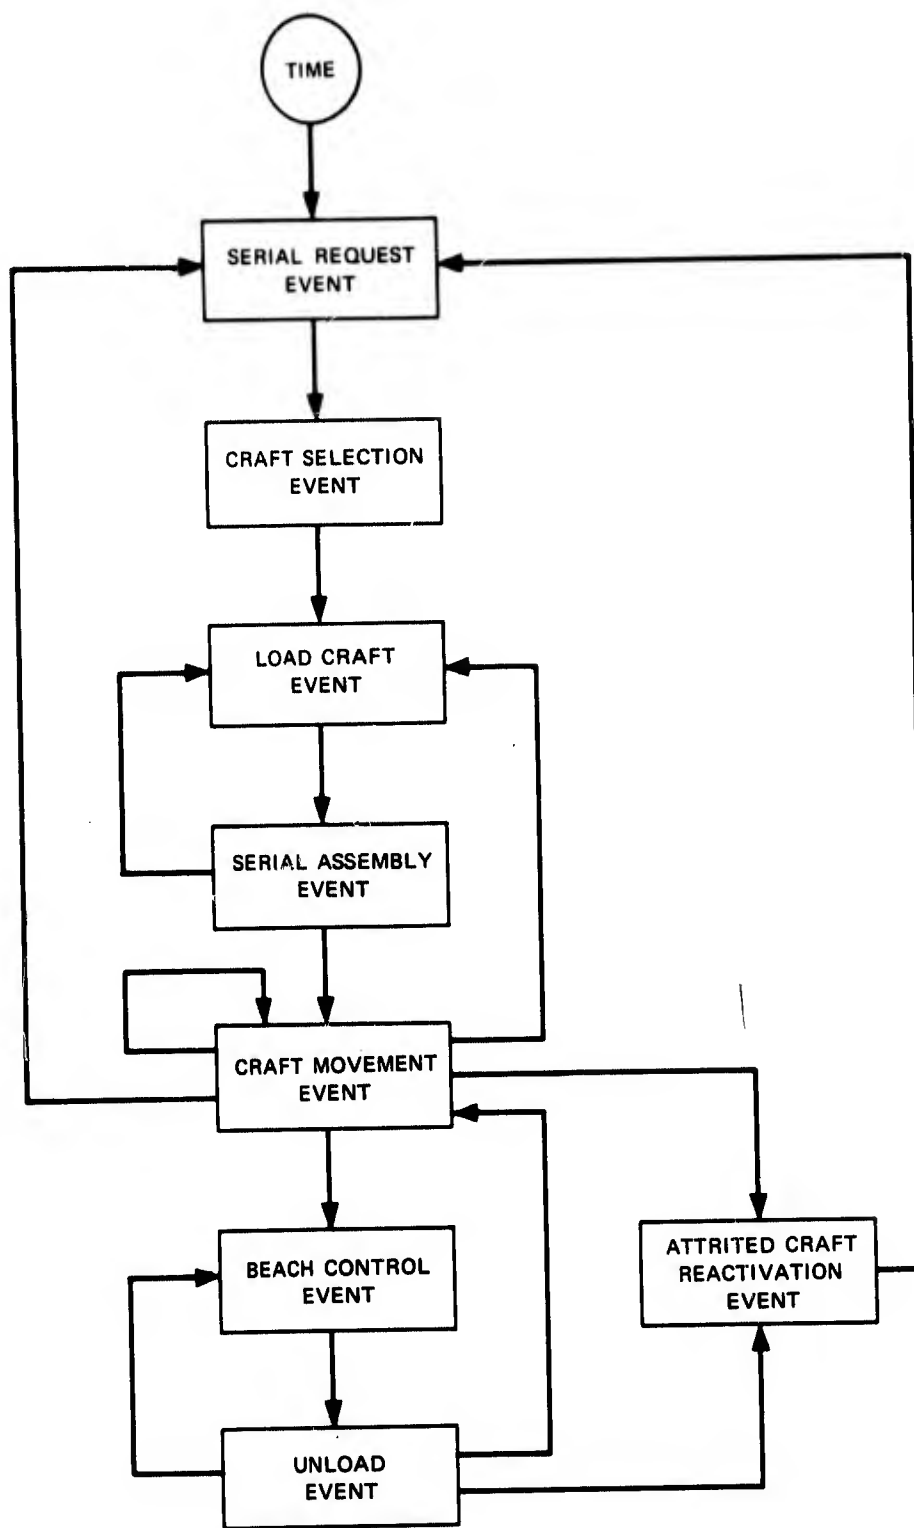 TIME
SERIAL REQUEST
EVENT
CRAFT SELECTION
EVENT
LOAD CRAFT
EVENT
SERIAL ASSEMBLY
EVENT
CRAFT MOVEMENT
EVENT
BEACH CONTROL
EVENT
ATTRITED CRAFT
REACTIVATION
EVENT
UNLOAD
EVENT